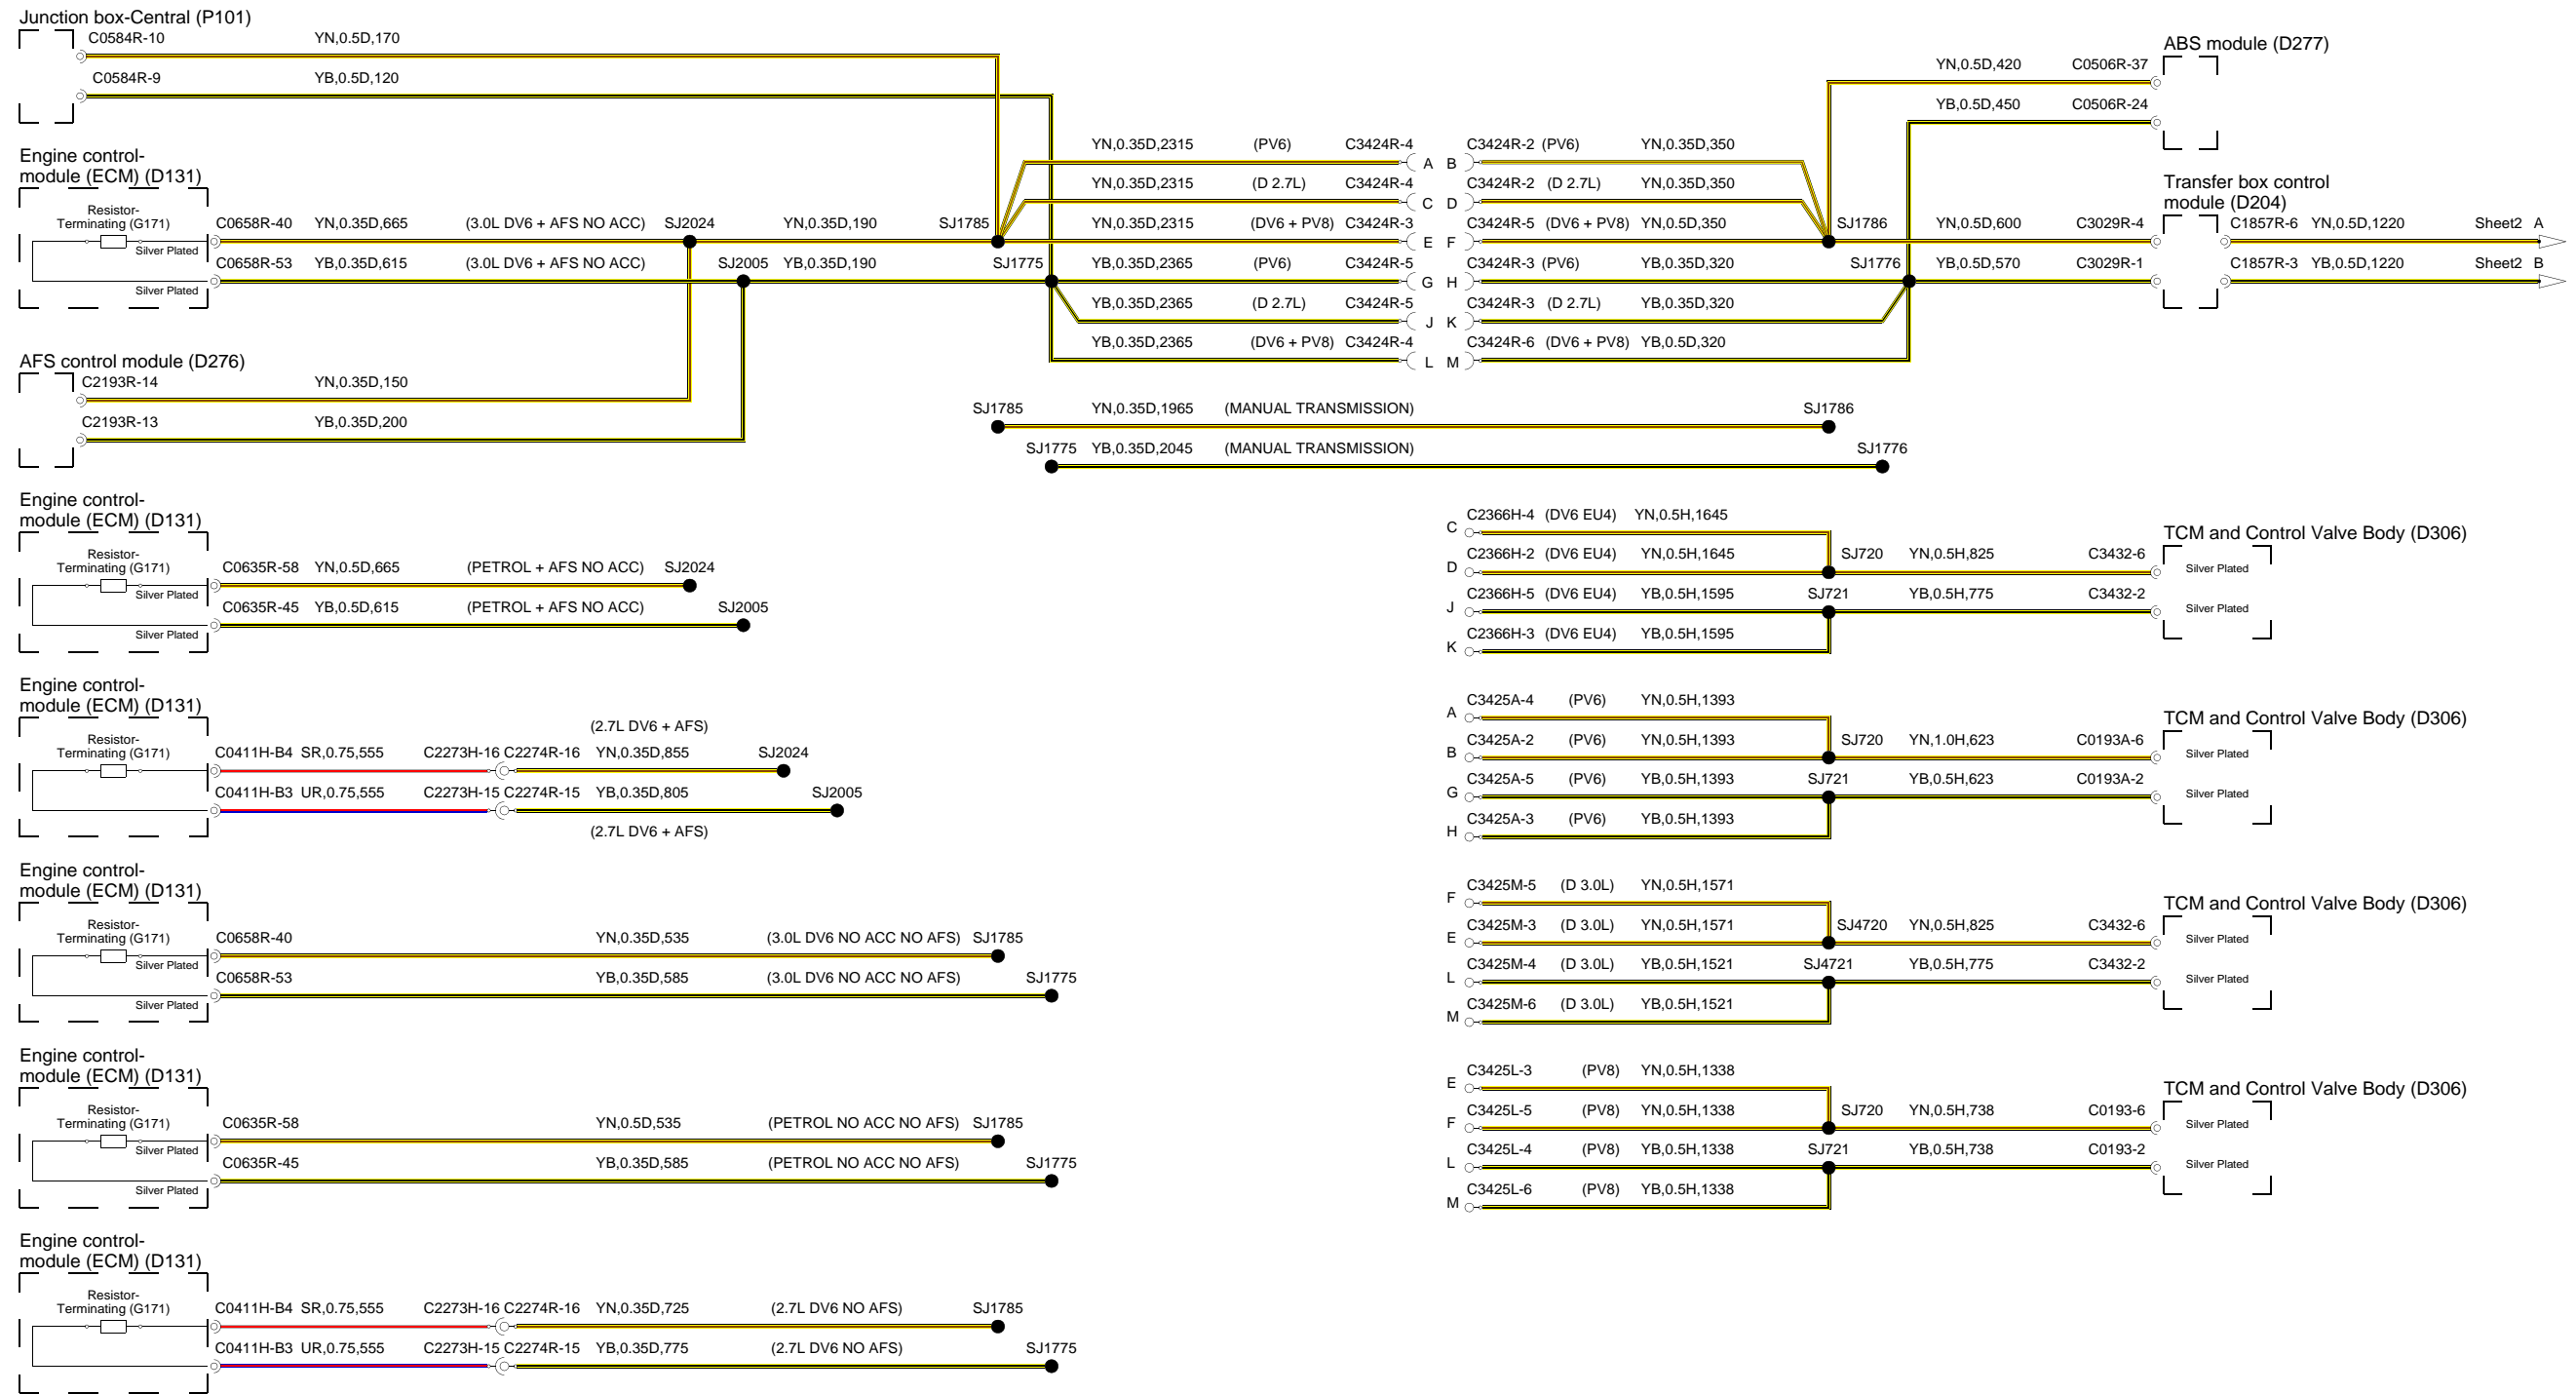 Junction box-Central (P101)
C0584R-10 YN,0.5D,170
C0584R-9 YB,0.5D,120
ABS module (D277)
YN,0.5D,420 C0506R-37
YB,0.5D,450 C0506R-24
Engine control-
module (ECM) (D131)
Resistor-
Terminating (G171)
Silver Plated
Silver Plated
YN,0.35D,2315 (PV6) C3424R-4 A B C3424R-2 (PV6) YN,0.35D,350
YN,0.35D,2315 (D 2.7L) C3424R-4 C D C3424R-2 (D 2.7L) YN,0.35D,350
Transfer box control
module (D204)
C0658R-40 YN,0.35D,665 (3.0L DV6 + AFS NO ACC) SJ2024 YN,0.35D,190 SJ1785 YN,0.35D,2315 (DV6 + PV8) C3424R-3 E F C3424R-5 (DV6 + PV8) YN,0.5D,350 SJ1786 YN,0.5D,600 C3029R-4 C1857R-6 YN,0.5D,1220 Sheet2 A
C0658R-53 YB,0.35D,615 (3.0L DV6 + AFS NO ACC) SJ2005 YB,0.35D,190 SJ1775 YB,0.35D,2365 (PV6) C3424R-5 G H C3424R-3 (PV6) YB,0.35D,320 SJ1776 YB,0.5D,570 C3029R-1 C1857R-3 YB,0.5D,1220 Sheet2 B
YB,0.35D,2365 (D 2.7L) C3424R-5 J K C3424R-3 (D 2.7L) YB,0.35D,320
YB,0.35D,2365 (DV6 + PV8) C3424R-4 L M C3424R-6 (DV6 + PV8) YB,0.5D,320
AFS control module (D276)
C2193R-14 YN,0.35D,150
C2193R-13 YB,0.35D,200
SJ1785 YN,0.35D,1965 (MANUAL TRANSMISSION) SJ1786
SJ1775 YB,0.35D,2045 (MANUAL TRANSMISSION) SJ1776
Engine control-
module (ECM) (D131)
Resistor-
Terminating (G171)
Silver Plated
Silver Plated
C0635R-58 YN,0.5D,665 (PETROL + AFS NO ACC) SJ2024
C0635R-45 YB,0.5D,615 (PETROL + AFS NO ACC) SJ2005
C C2366H-4 (DV6 EU4) YN,0.5H,1645
TCM and Control Valve Body (D306)
D C2366H-2 (DV6 EU4) YN,0.5H,1645 SJ720 YN,0.5H,825 C3432-6 Silver Plated
J C2366H-5 (DV6 EU4) YB,0.5H,1595 SJ721 YB,0.5H,775 C3432-2 Silver Plated
K C2366H-3 (DV6 EU4) YB,0.5H,1595
Engine control-
module (ECM) (D131)
Resistor-
Terminating (G171)
Silver Plated
Silver Plated
(2.7L DV6 + AFS)
C0411H-B4 SR,0.75,555 C2273H-16 C2274R-16 YN,0.35D,855 SJ2024
C0411H-B3 UR,0.75,555 C2273H-15 C2274R-15 YB,0.35D,805 SJ2005
(2.7L DV6 + AFS)
A C3425A-4 (PV6) YN,0.5H,1393
TCM and Control Valve Body (D306)
B C3425A-2 (PV6) YN,0.5H,1393 SJ720 YN,1.0H,623 C0193A-6 Silver Plated
G C3425A-5 (PV6) YB,0.5H,1393 SJ721 YB,0.5H,623 C0193A-2 Silver Plated
H C3425A-3 (PV6) YB,0.5H,1393
Engine control-
module (ECM) (D131)
Resistor-
Terminating (G171)
Silver Plated
Silver Plated
C0658R-40 YN,0.35D,535 (3.0L DV6 NO ACC NO AFS) SJ1785
C0658R-53 YB,0.35D,585 (3.0L DV6 NO ACC NO AFS) SJ1775
F C3425M-5 (D 3.0L) YN,0.5H,1571
TCM and Control Valve Body (D306)
E C3425M-3 (D 3.0L) YN,0.5H,1571 SJ4720 YN,0.5H,825 C3432-6 Silver Plated
L C3425M-4 (D 3.0L) YB,0.5H,1521 SJ4721 YB,0.5H,775 C3432-2 Silver Plated
M C3425M-6 (D 3.0L) YB,0.5H,1521
Engine control-
module (ECM) (D131)
Resistor-
Terminating (G171)
Silver Plated
Silver Plated
C0635R-58 YN,0.5D,535 (PETROL NO ACC NO AFS) SJ1785
C0635R-45 YB,0.35D,585 (PETROL NO ACC NO AFS) SJ1775
E C3425L-3 (PV8) YN,0.5H,1338
TCM and Control Valve Body (D306)
F C3425L-5 (PV8) YN,0.5H,1338 SJ720 YN,0.5H,738 C0193-6 Silver Plated
L C3425L-4 (PV8) YB,0.5H,1338 SJ721 YB,0.5H,738 C0193-2 Silver Plated
M C3425L-6 (PV8) YB,0.5H,1338
Engine control-
module (ECM) (D131)
Resistor-
Terminating (G171)
C0411H-B4 SR,0.75,555 C2273H-16 C2274R-16 YN,0.35D,725 (2.7L DV6 NO AFS) SJ1785
C0411H-B3 UR,0.75,555 C2273H-15 C2274R-15 YB,0.35D,775 (2.7L DV6 NO AFS) SJ1775